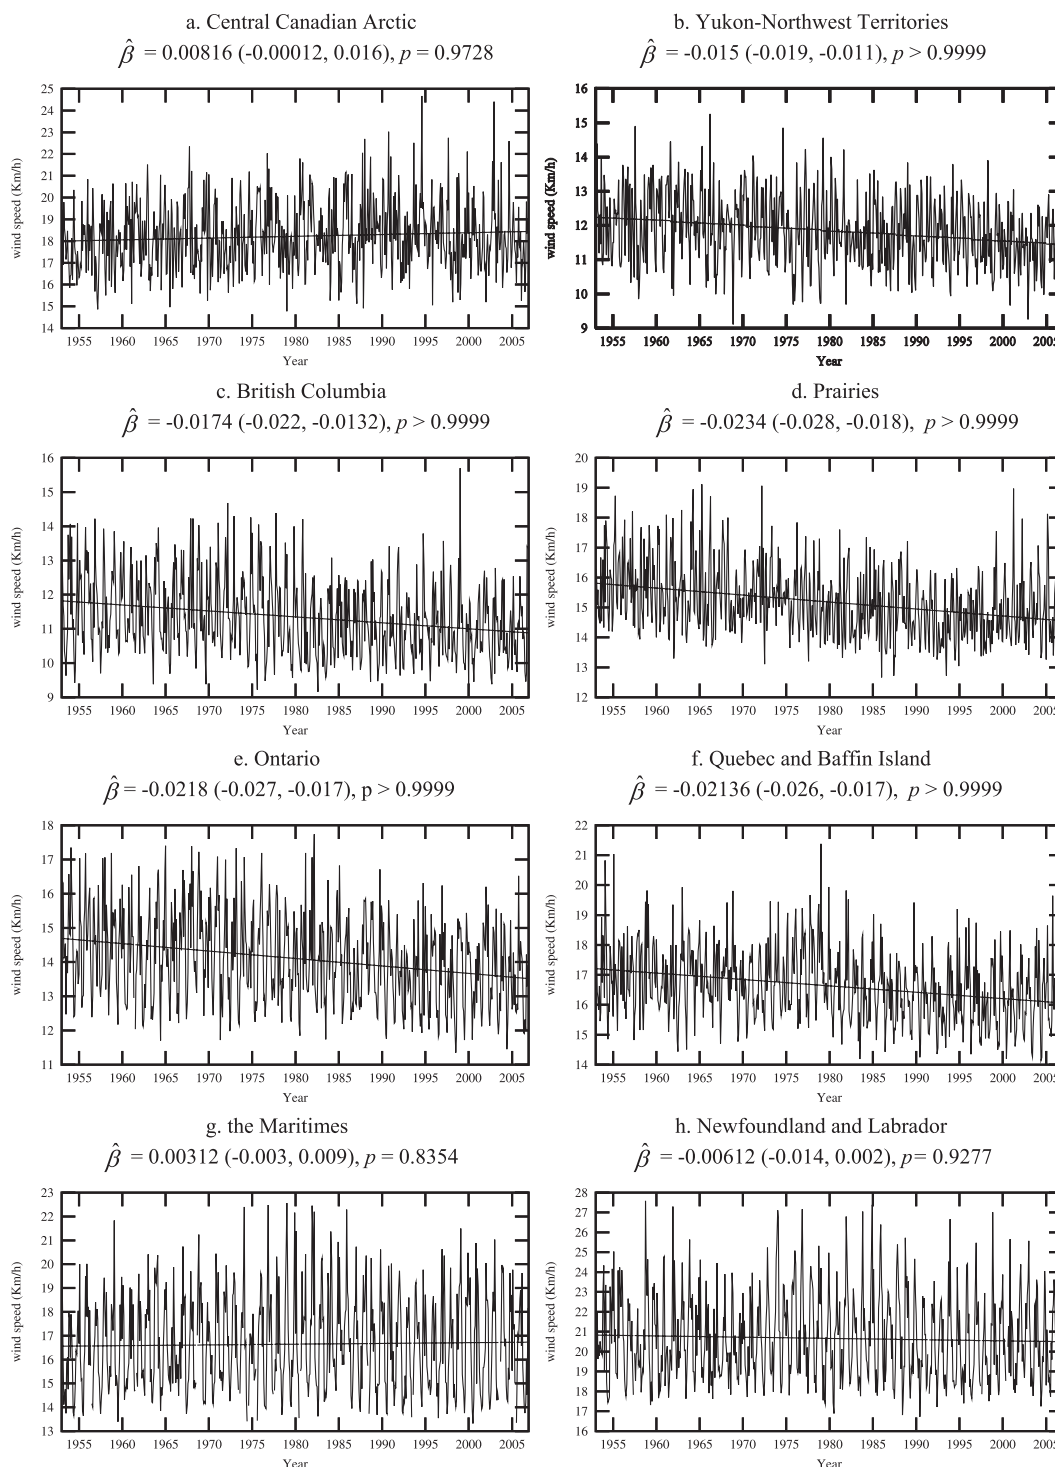 a. Central Canadian Arctic
β̂ = 0.00816 (-0.00012, 0.016), p = 0.9728
25
24
23
22
21
20
19
18
17
16
15
14
wind speed (Km/h)
1955 1960 1965 1970 1975 1980 1985 1990 1995 2000 2005
Year
b. Yukon-Northwest Territories
β̂ = -0.015 (-0.019, -0.011), p > 0.9999
16
15
14
13
12
11
10
9
wind speed (Km/h)
1955 1960 1965 1970 1975 1980 1985 1990 1995 2000 2005
Year
c. British Columbia
β̂ = -0.0174 (-0.022, -0.0132), p > 0.9999
16
15
14
13
12
11
10
9
wind speed (Km/h)
1955 1960 1965 1970 1975 1980 1985 1990 1995 2000 2005
Year
d. Prairies
β̂ = -0.0234 (-0.028, -0.018), p > 0.9999
20
19
18
17
16
15
14
13
12
wind speed (Km/h)
1955 1960 1965 1970 1975 1980 1985 1990 1995 2000 2005
Year
e. Ontario
β̂ = -0.0218 (-0.027, -0.017), p > 0.9999
18
17
16
15
14
13
12
11
wind speed (Km/h)
1955 1960 1965 1970 1975 1980 1985 1990 1995 2000 2005
Year
f. Quebec and Baffin Island
β̂ = -0.02136 (-0.026, -0.017), p > 0.9999
22
21
20
19
18
17
16
15
14
wind speed (Km/h)
1955 1960 1965 1970 1975 1980 1985 1990 1995 2000 2005
Year
g. the Maritimes
β̂ = 0.00312 (-0.003, 0.009), p = 0.8354
23
22
21
20
19
18
17
16
15
14
13
wind speed (Km/h)
1955 1960 1965 1970 1975 1980 1985 1990 1995 2000 2005
Year
h. Newfoundland and Labrador
β̂ = -0.00612 (-0.014, 0.002), p= 0.9277
28
27
26
25
24
23
22
21
20
19
18
17
16
wind speed (Km/h)
1955 1960 1965 1970 1975 1980 1985 1990 1995 2000 2005
Year